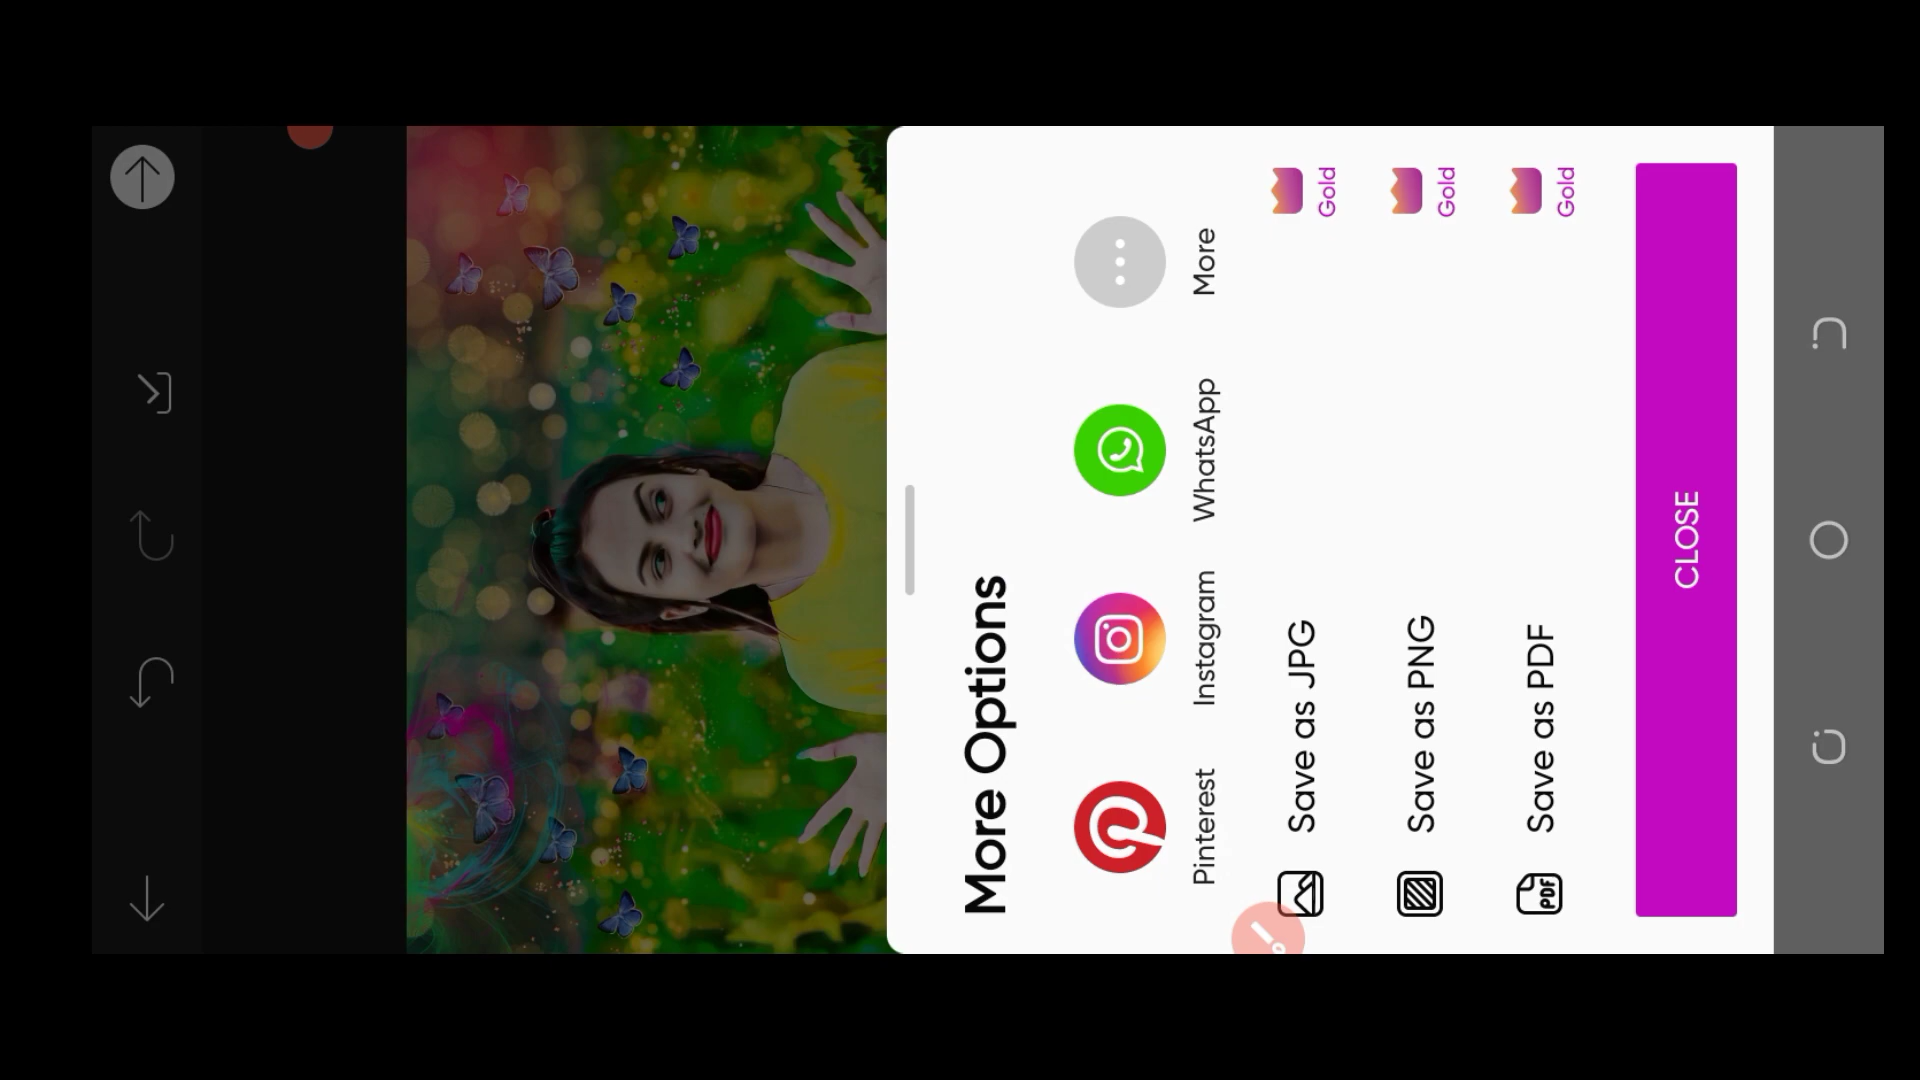 More Options
Pinterest
Instagram
WhatsApp
More
Save as JPG
Gold
Save as PNG
Gold
PDF
Save as PDF
Gold
CLOSE